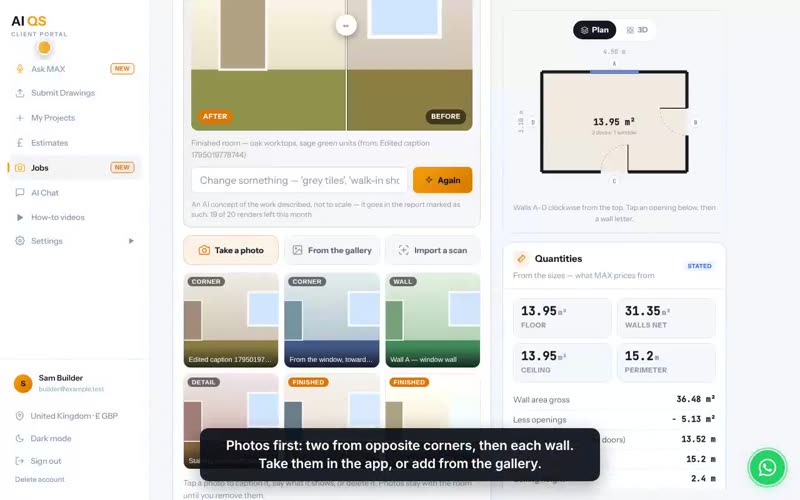 AI QS
CLIENT PORTAL
Ask MAX NEW
Submit Drawings
My Projects
Estimates
Jobs NEW
AI Chat
How-to videos
Settings
Sam Builder
builder@example.test
United Kingdom · £ GBP
Dark mode
Sign out
Delete account
AFTER
BEFORE
Finished room — oak worktops, sage green units (from: Edited caption
1795019778744)
Change something — 'grey tiles', 'walk-in sho
Again
An AI concept of the work described, not to scale — it goes in the report marked as
such. 19 of 20 renders left this month
Take a photo
From the gallery
Import a scan
CORNER
Edited caption 17950197…
CORNER
From the window, toward…
WALL
Wall A — window wall
DETAIL
FINISHED
FINISHED
Tap a photo to caption it, say what it shows, or delete it. Photos stay with the room
until you remove them.
Photos first: two from opposite corners, then each wall.
Take them in the app, or add from the gallery.
Plan
3D
4.50 m
A
3.10 m
D
13.95 m²
2 doors · 1 window
B
C
Walls A–D clockwise from the top. Tap an opening below, then
a wall letter.
Quantities
From the sizes — what MAX prices from
STATED
13.95 m²
FLOOR
31.35 m²
WALLS NET
13.95 m²
CEILING
15.2 m
PERIMETER
Wall area gross 36.48 m²
Less openings - 5.13 m²
doors) 13.52 m
15.2 m
2.4 m